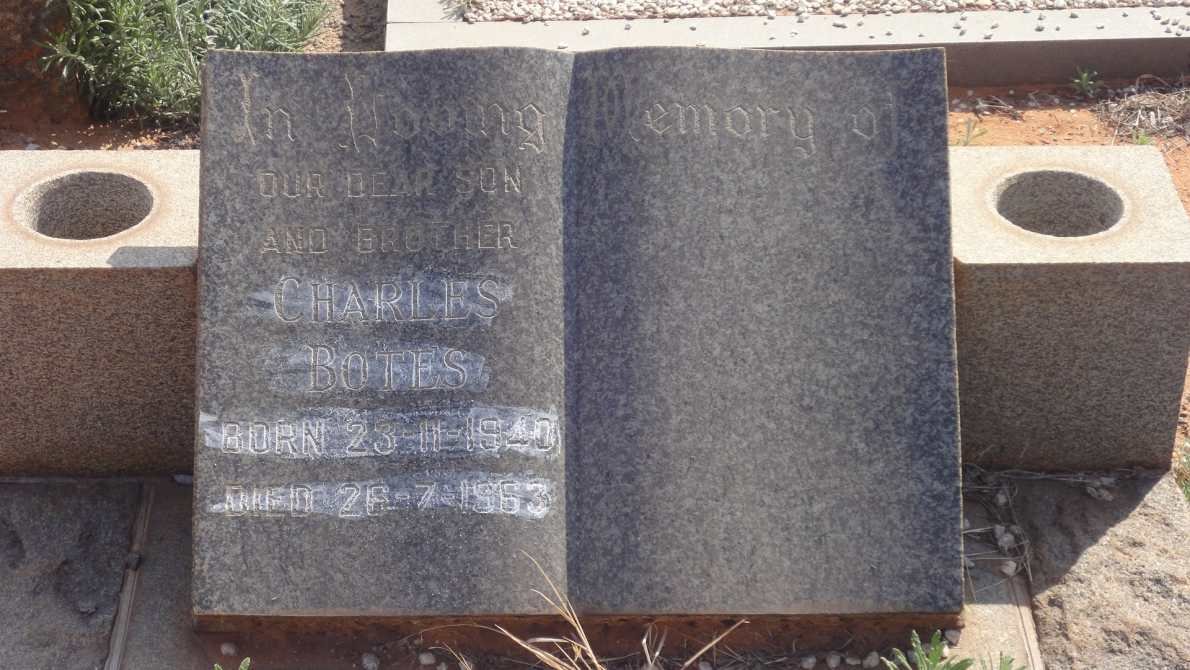 In Loving Memory of
OUR DEAR SON
AND BROTHER
CHARLES
BOTES
BORN 23-11-1940
DIED 26-7-1963